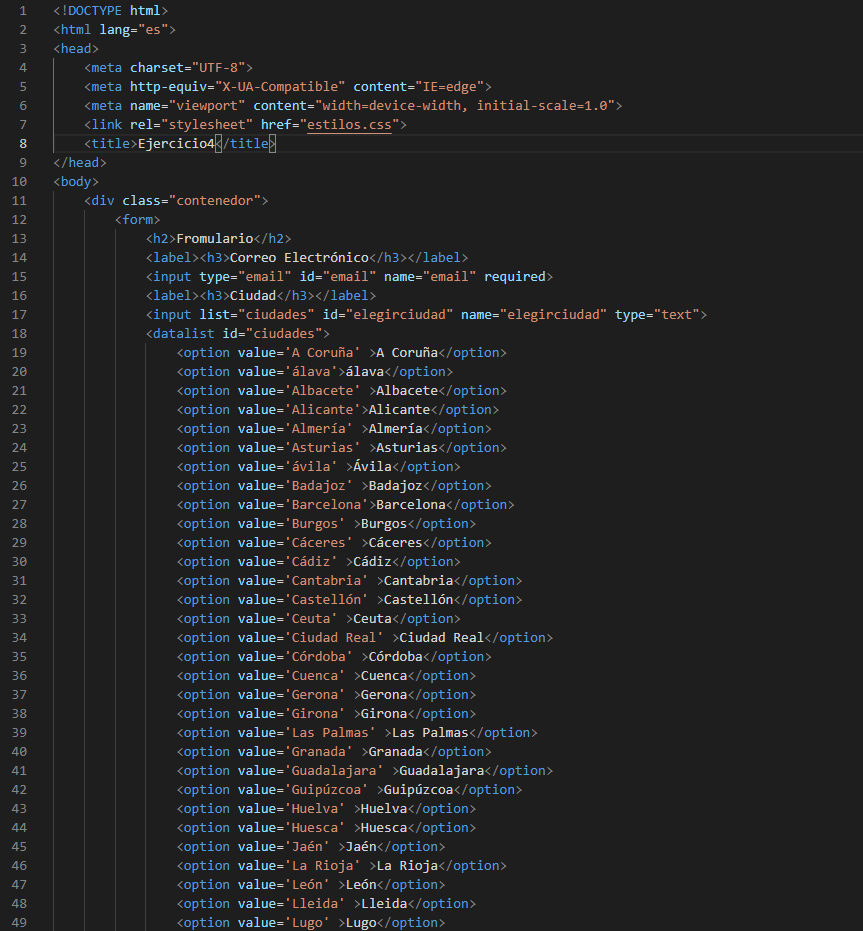 1 <!DOCTYPE html>
2 <html lang="es">
3 <head>
4 <meta charset="UTF-8">
5 <meta http-equiv="X-UA-Compatible" content="IE=edge">
6 <meta name="viewport" content="width=device-width, initial-scale=1.0">
7 <link rel="stylesheet" href="estilos.css">
8 <title>Ejercicio4</title>
9 </head>
10 <body>
11 <div class="contenedor">
12 <form>
13 <h2>Fromulario</h2>
14 <label><h3>Correo Electrónico</h3></label>
15 <input type="email" id="email" name="email" required>
16 <label><h3>Ciudad</h3></label>
17 <input list="ciudades" id="elegirciudad" name="elegirciudad" type="text">
18 <datalist id="ciudades">
19 <option value='A Coruña' >A Coruña</option>
20 <option value='álava'>álava</option>
21 <option value='Albacete' >Albacete</option>
22 <option value='Alicante'>Alicante</option>
23 <option value='Almería' >Almería</option>
24 <option value='Asturias' >Asturias</option>
25 <option value='ávila' >Ávila</option>
26 <option value='Badajoz' >Badajoz</option>
27 <option value='Barcelona'>Barcelona</option>
28 <option value='Burgos' >Burgos</option>
29 <option value='Cáceres' >Cáceres</option>
30 <option value='Cádiz' >Cádiz</option>
31 <option value='Cantabria' >Cantabria</option>
32 <option value='Castellón' >Castellón</option>
33 <option value='Ceuta' >Ceuta</option>
34 <option value='Ciudad Real' >Ciudad Real</option>
35 <option value='Córdoba' >Córdoba</option>
36 <option value='Cuenca' >Cuenca</option>
37 <option value='Gerona' >Gerona</option>
38 <option value='Girona' >Girona</option>
39 <option value='Las Palmas' >Las Palmas</option>
40 <option value='Granada' >Granada</option>
41 <option value='Guadalajara' >Guadalajara</option>
42 <option value='Guipúzcoa' >Guipúzcoa</option>
43 <option value='Huelva' >Huelva</option>
44 <option value='Huesca' >Huesca</option>
45 <option value='Jaén' >Jaén</option>
46 <option value='La Rioja' >La Rioja</option>
47 <option value='León' >León</option>
48 <option value='Lleida' >Lleida</option>
49 <option value='Lugo' >Lugo</option>